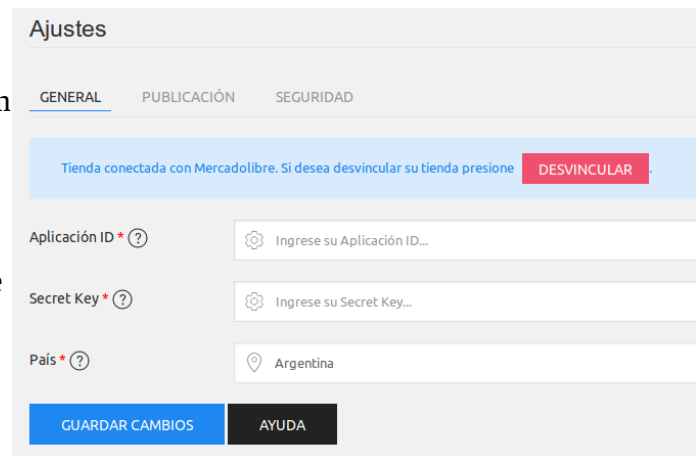 Ajustes
GENERAL PUBLICACIÓN SEGURIDAD
Tienda conectada con Mercadolibre. Si desea desvincular su tienda presione DESVINCULAR .
Aplicación ID * ? Ingrese su Aplicación ID...
Secret Key * ? Ingrese su Secret Key...
País * ? Argentina
GUARDAR CAMBIOS AYUDA